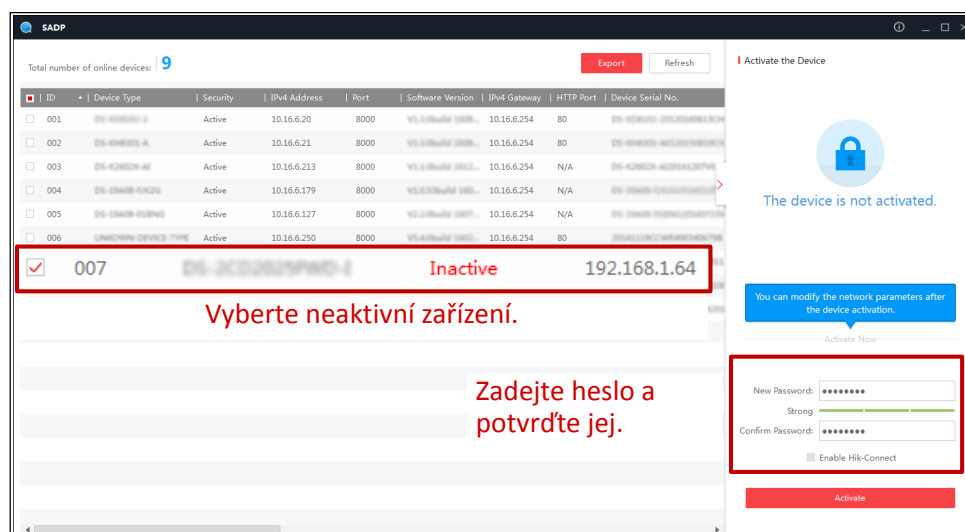 SADP
Total number of online devices: 9
Export
Refresh
ID | Device Type | Security | IPv4 Address | Port | Software Version | IPv4 Gateway | HTTP Port | Device Serial No.
001 Active 10.16.6.20 8000 10.16.6.254 80
002 Active 10.16.6.21 8000 10.16.6.254 80
003 Active 10.16.6.213 8000 10.16.6.254 N/A
004 Active 10.16.6.179 8000 10.16.6.254 N/A
005 Active 10.16.6.127 8000 10.16.6.254 N/A
006 Active 10.16.6.250 8000 10.16.6.254 80
007 Inactive 192.168.1.64
Vyberte neaktivní zařízení.
Zadejte heslo a
potvrďte jej.
Activate the Device
The device is not activated.
You can modify the network parameters after
the device activation.
Activate Now
New Password: ●●●●●●●●
Strong
Confirm Password: ●●●●●●●●
Enable Hik-Connect
Activate